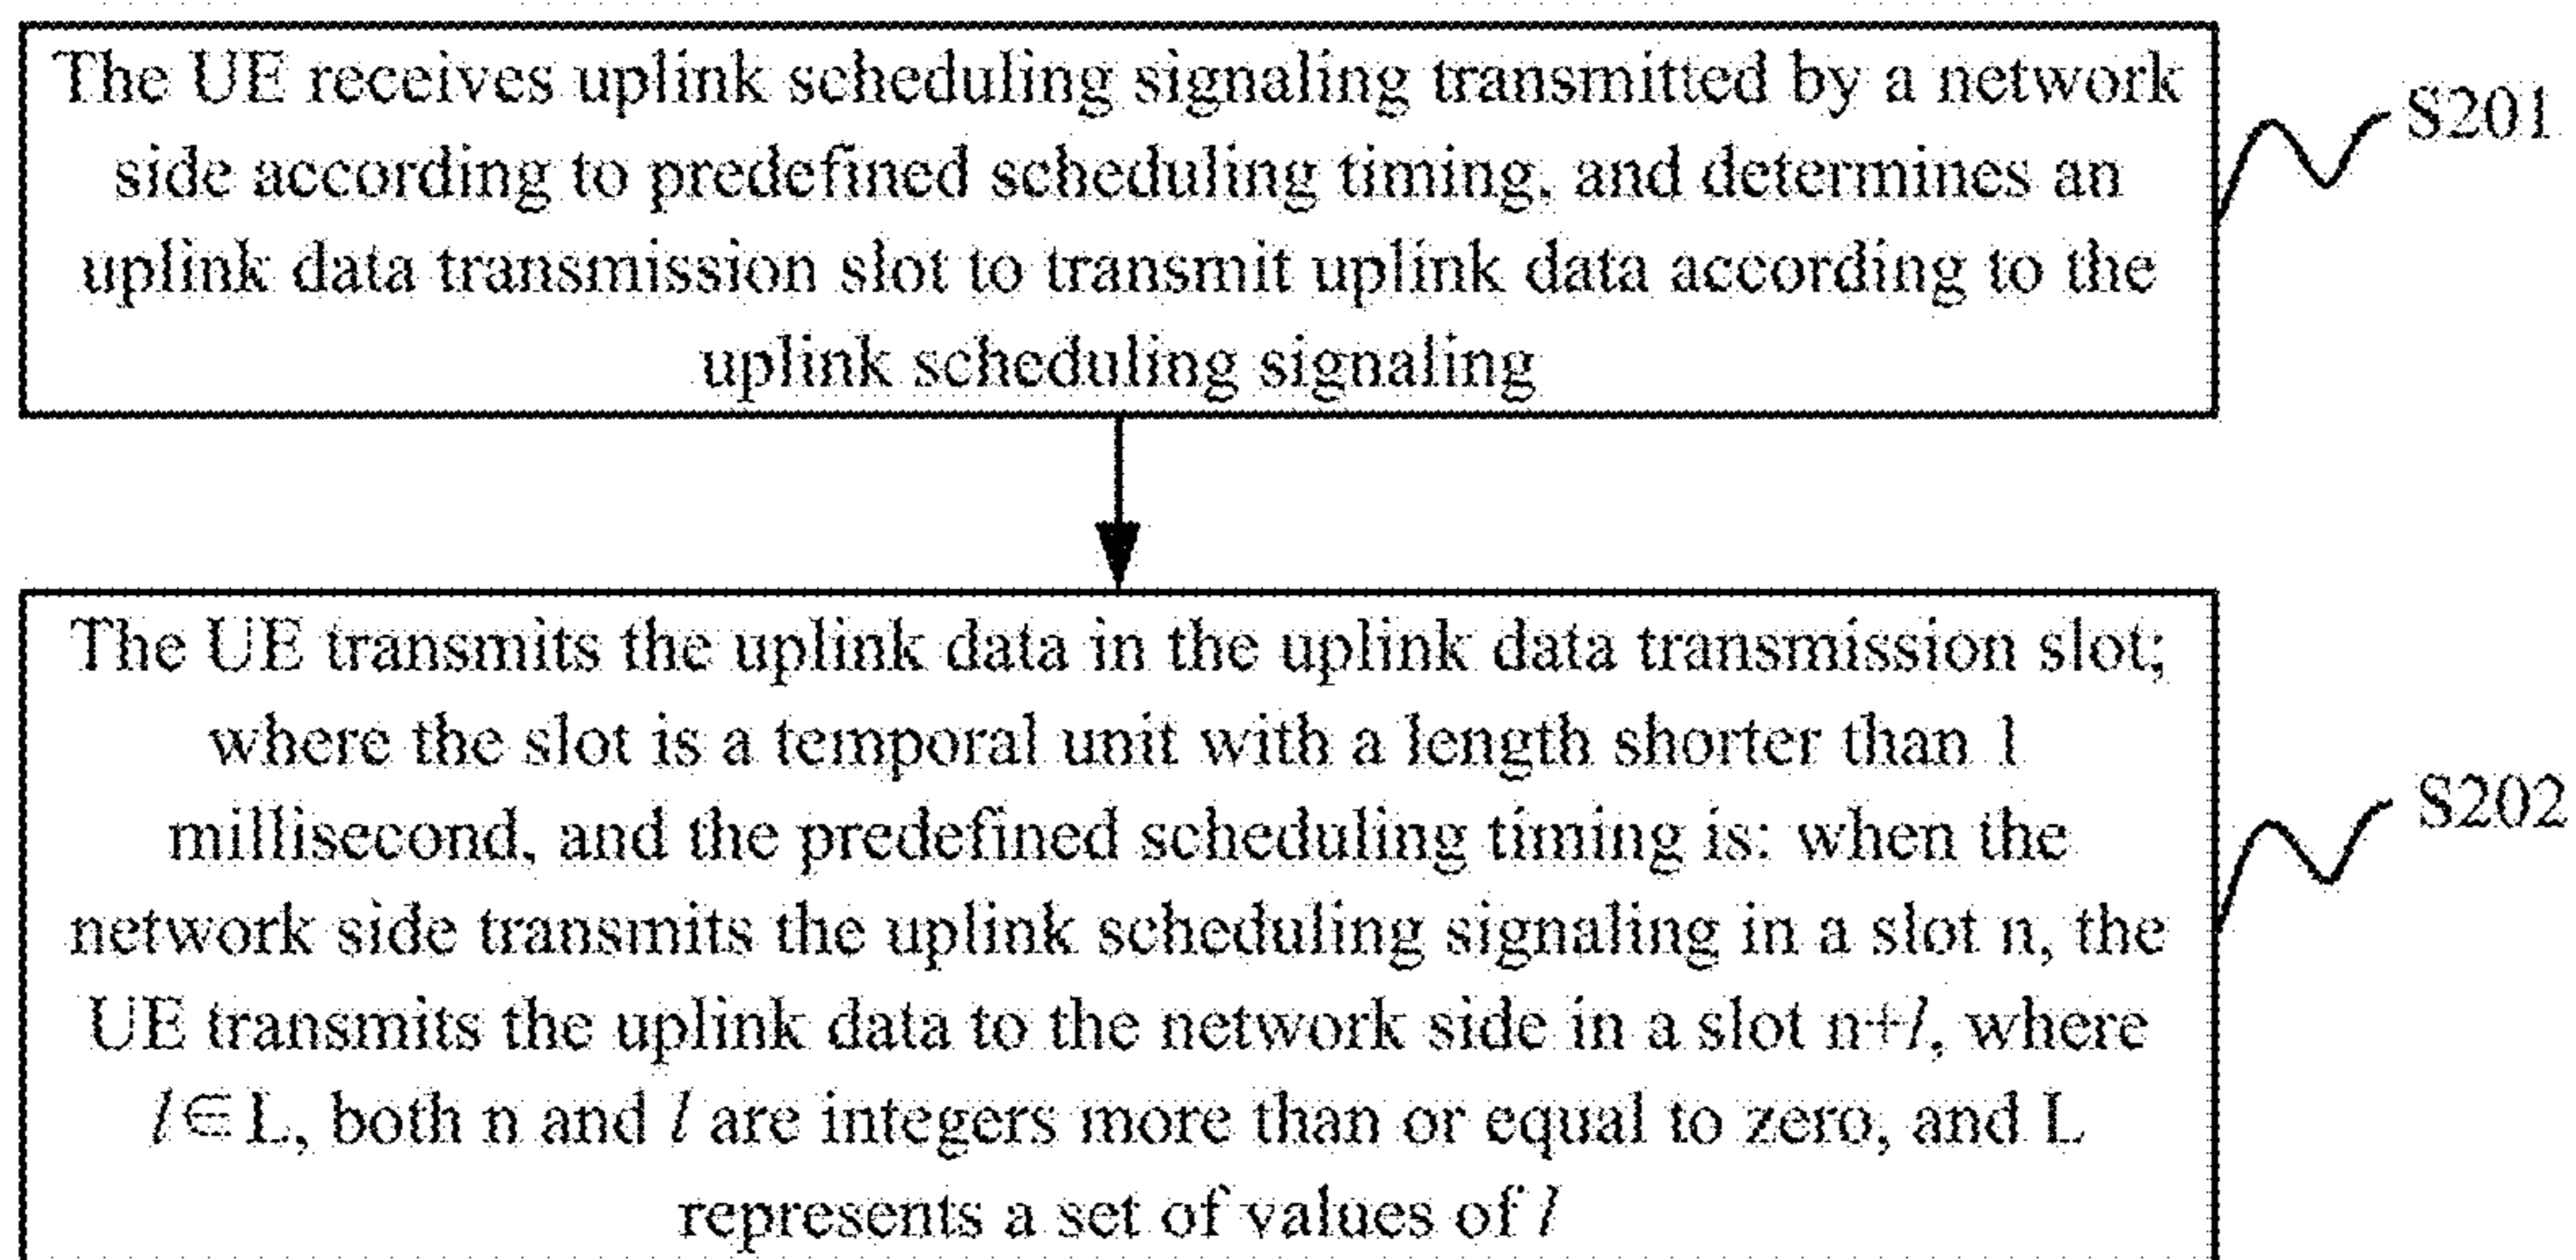 The UE receives uplink scheduling signaling transmitted by a network
side according to predefined scheduling timing, and determines an
uplink data transmission slot to transmit uplink data according to the
uplink scheduling signaling
S201
The UE transmits the uplink data in the uplink data transmission slot;
where the slot is a temporal unit with a length shorter than 1
millisecond, and the predefined scheduling timing is: when the
network side transmits the uplink scheduling signaling in a slot n, the
UE transmits the uplink data to the network side in a slot n+l, where
l∈L, both n and l are integers more than or equal to zero, and L
represents a set of values of l
S202